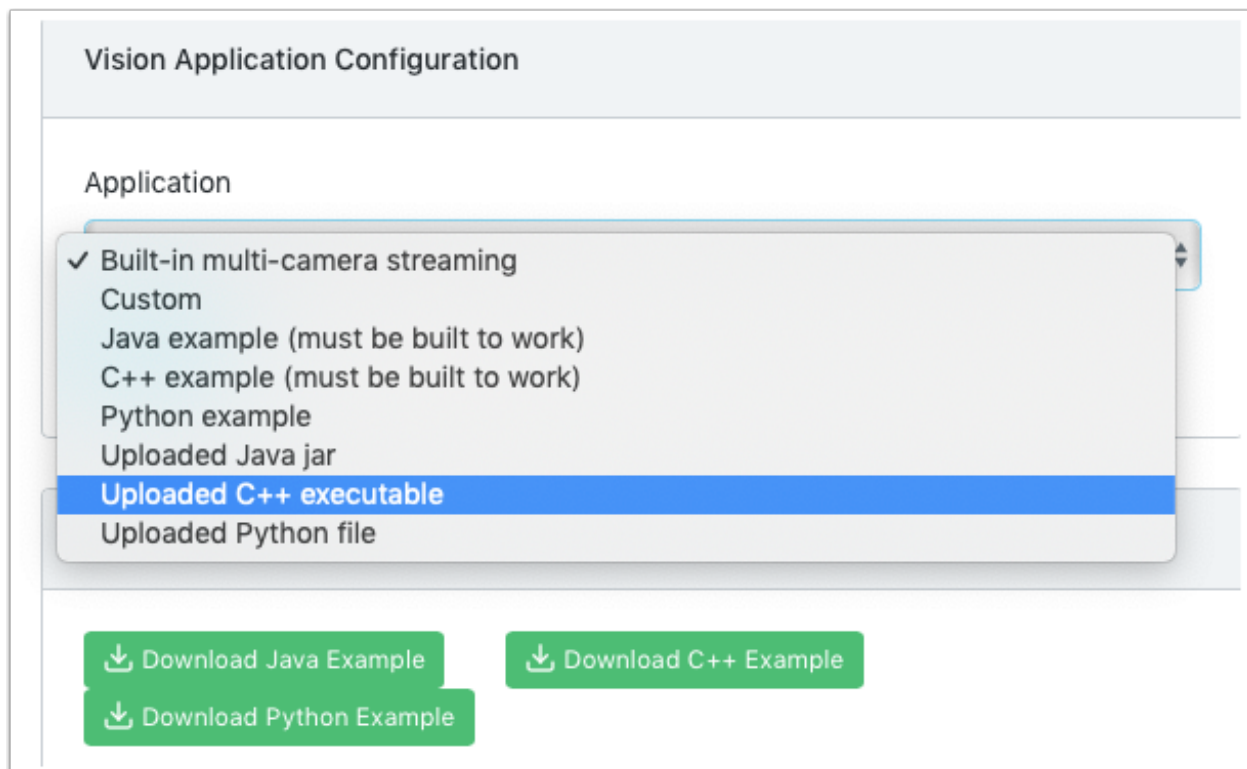 Vision Application Configuration
Application
✓ Built-in multi-camera streaming
Custom
Java example (must be built to work)
C++ example (must be built to work)
Python example
Uploaded Java jar
Uploaded C++ executable
Uploaded Python file
Download Java Example
Download C++ Example
Download Python Example